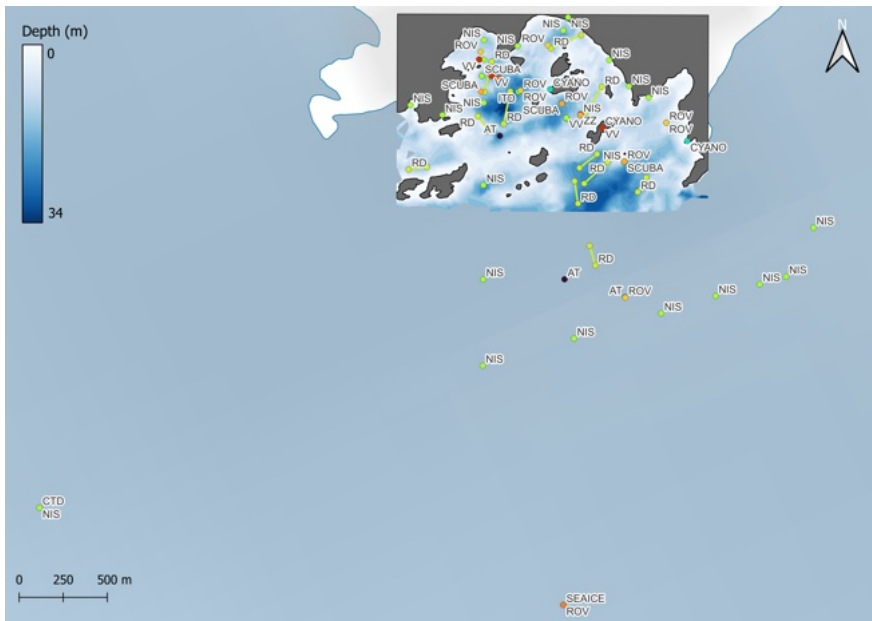 Depth (m)
0
34
N
NIS
NIS
NIS
NIS
ROV
ROV
RD
RD
NIS
VV
SCUBA
VV
SCUBA
ROV
ROV
CYANO
RD
NIS
NIS
ITD
NIS
NIS
NIS
SCUBA
ROV
NIS
RD
AT
RD
VV
ZZ
CYANO
VV
ROV
ROV
CYANO
RD
NIS
ROV
SCUBA
RD
NIS
RD
RD
NIS
RD
NIS
AT
NIS
NIS
AT
ROV
NIS
NIS
NIS
NIS
CTD
NIS
SEAICE
ROV
0
250
500 m